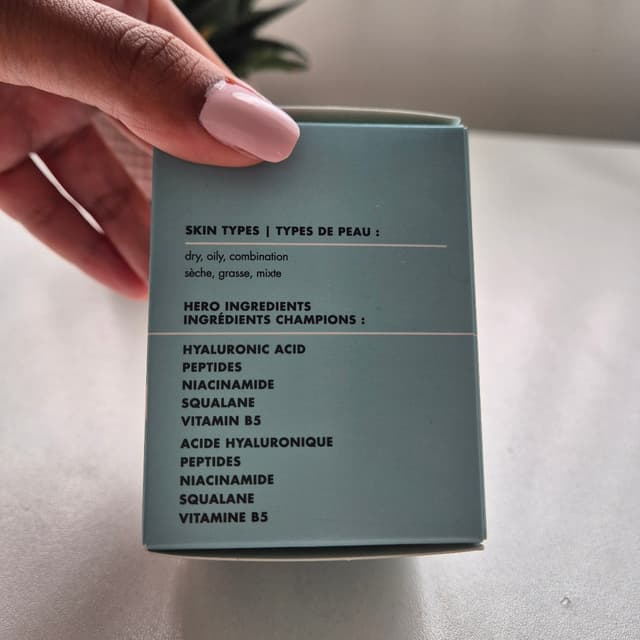 SKIN TYPES | TYPES DE PEAU :
dry, oily, combination
sèche, grasse, mixte
HERO INGREDIENTS
INGRÉDIENTS CHAMPIONS :
HYALURONIC ACID
PEPTIDES
NIACINAMIDE
SQUALANE
VITAMIN B5
ACIDE HYALURONIQUE
PEPTIDES
NIACINAMIDE
SQUALANE
VITAMINE B5